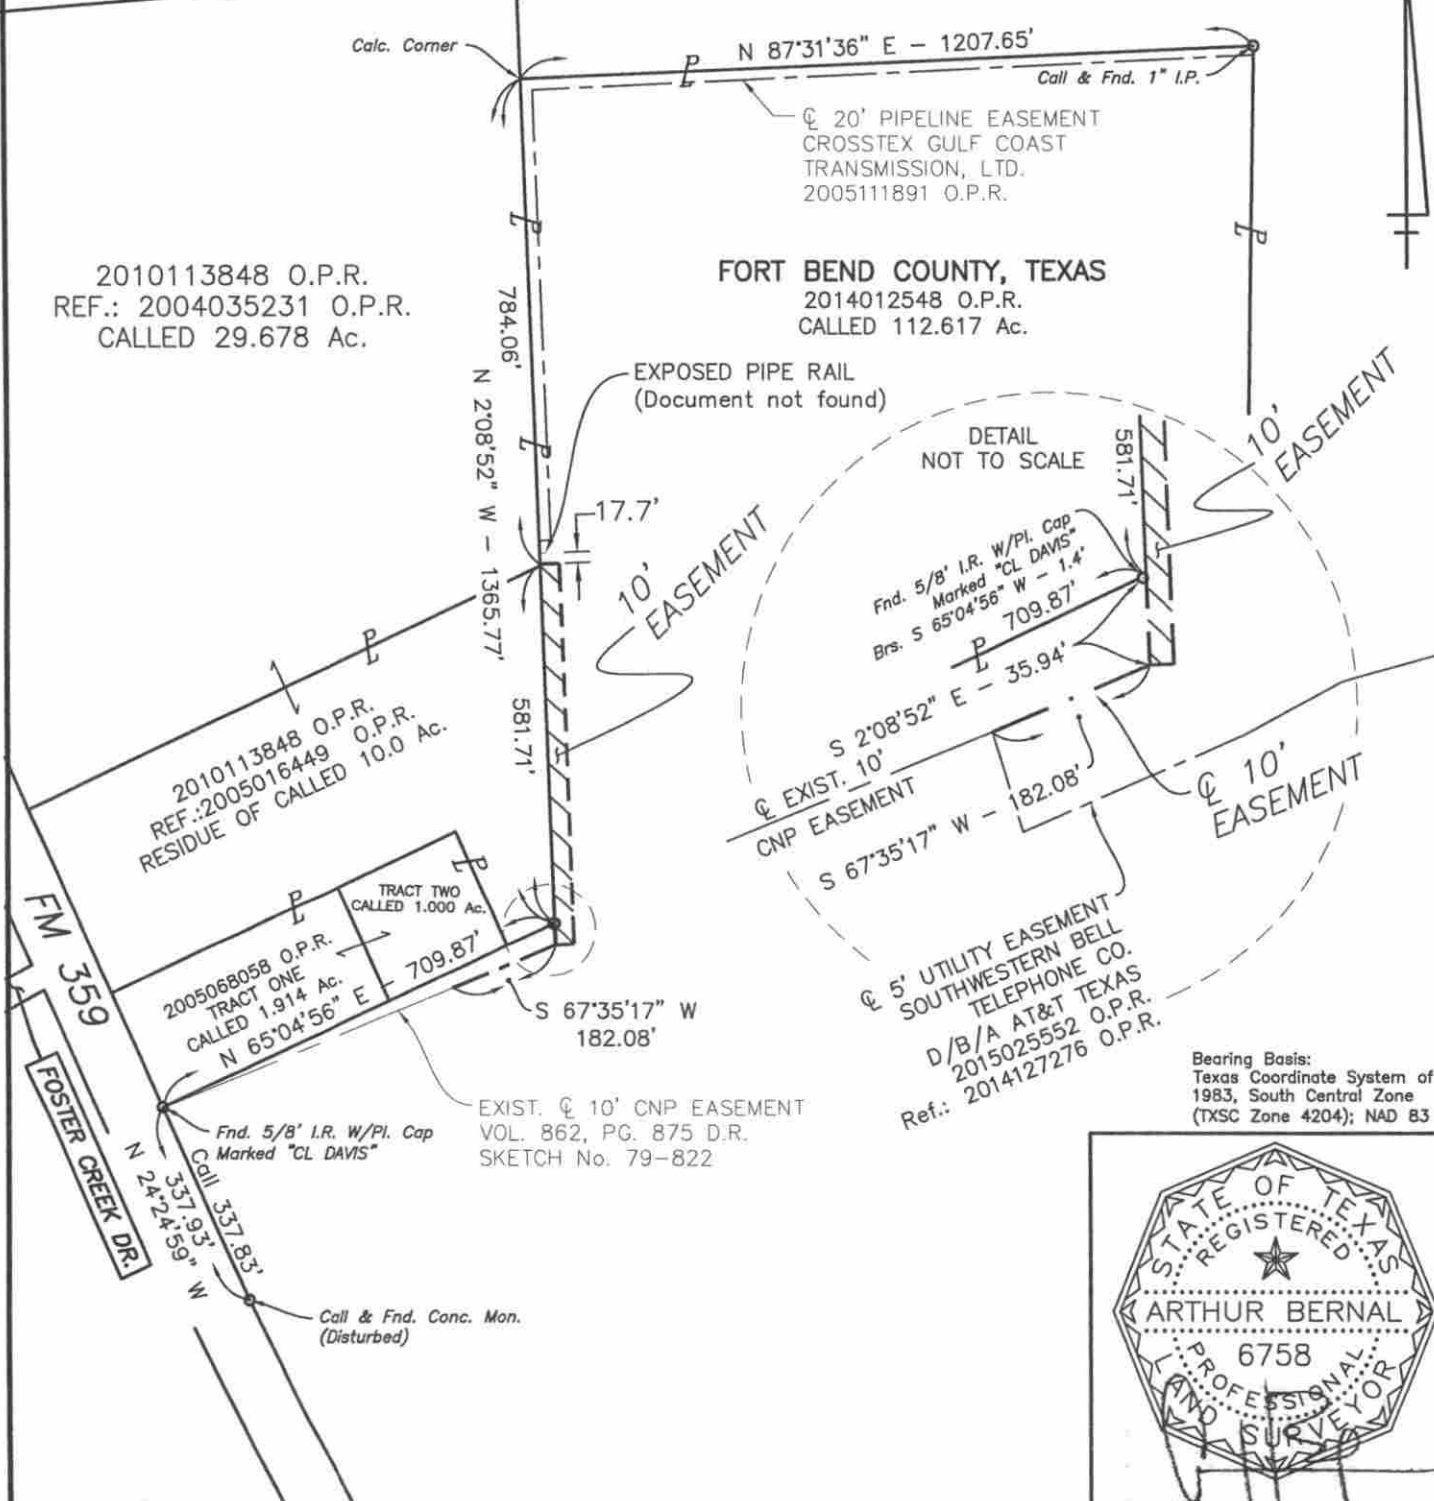 Calc. Corner
N 87°31'36" E - 1207.65'
Call & Fnd. 1" I.P.
℄ 20' PIPELINE EASEMENT
CROSSTEX GULF COAST
TRANSMISSION, LTD.
2005111891 O.P.R.
2010113848 O.P.R.
REF.: 2004035231 O.P.R.
CALLED 29.678 Ac.
FORT BEND COUNTY, TEXAS
2014012548 O.P.R.
CALLED 112.617 Ac.
784.06'
N 2°08'52" W - 1365.77'
EXPOSED PIPE RAIL
(Document not found)
17.7'
10'
EASEMENT
581.71'
DETAIL
NOT TO SCALE
581.71'
10'
EASEMENT
Fnd. 5/8' I.R. W/Pl. Cap
Marked "CL DAVIS"
Brs. S 65°04'56" W - 1.4'
709.87'
S 2°08'52" E - 35.94'
℄ EXIST. 10'
CNP EASEMENT
S 67°35'17" W - 182.08'
℄ 10'
EASEMENT
℄ 5' UTILITY EASEMENT
SOUTHWESTERN BELL
TELEPHONE CO.
D/B/A AT&T TEXAS
2015025552 O.P.R.
Ref.: 2014127276 O.P.R.
2010113848 O.P.R.
REF.:2005016449 O.P.R.
RESIDUE OF CALLED 10.0 Ac.
TRACT TWO
CALLED 1.000 Ac.
2005068058 O.P.R.
TRACT ONE
CALLED 1.914 Ac.
N 65°04'56" E - 709.87'
S 67°35'17" W
182.08'
FM 359
FOSTER CREEK DR.
EXIST. ℄ 10' CNP EASEMENT
VOL. 862, PG. 875 D.R.
SKETCH No. 79-822
Fnd. 5/8' I.R. W/Pl. Cap
Marked "CL DAVIS"
Call 337.83'
337.93'
N 24°24'59" W
Call & Fnd. Conc. Mon.
(Disturbed)
Bearing Basis:
Texas Coordinate System of
1983, South Central Zone
(TXSC Zone 4204); NAD 83
STATE OF TEXAS
REGISTERED
ARTHUR BERNAL
6758
PROFESSIONAL
LAND SURVEYOR